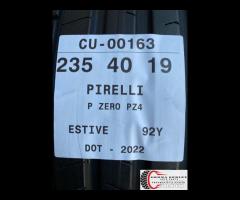 CU-00163
235 40 19
PIRELLI
P ZERO PZ4
ESTIVE 92Y
DOT - 2022